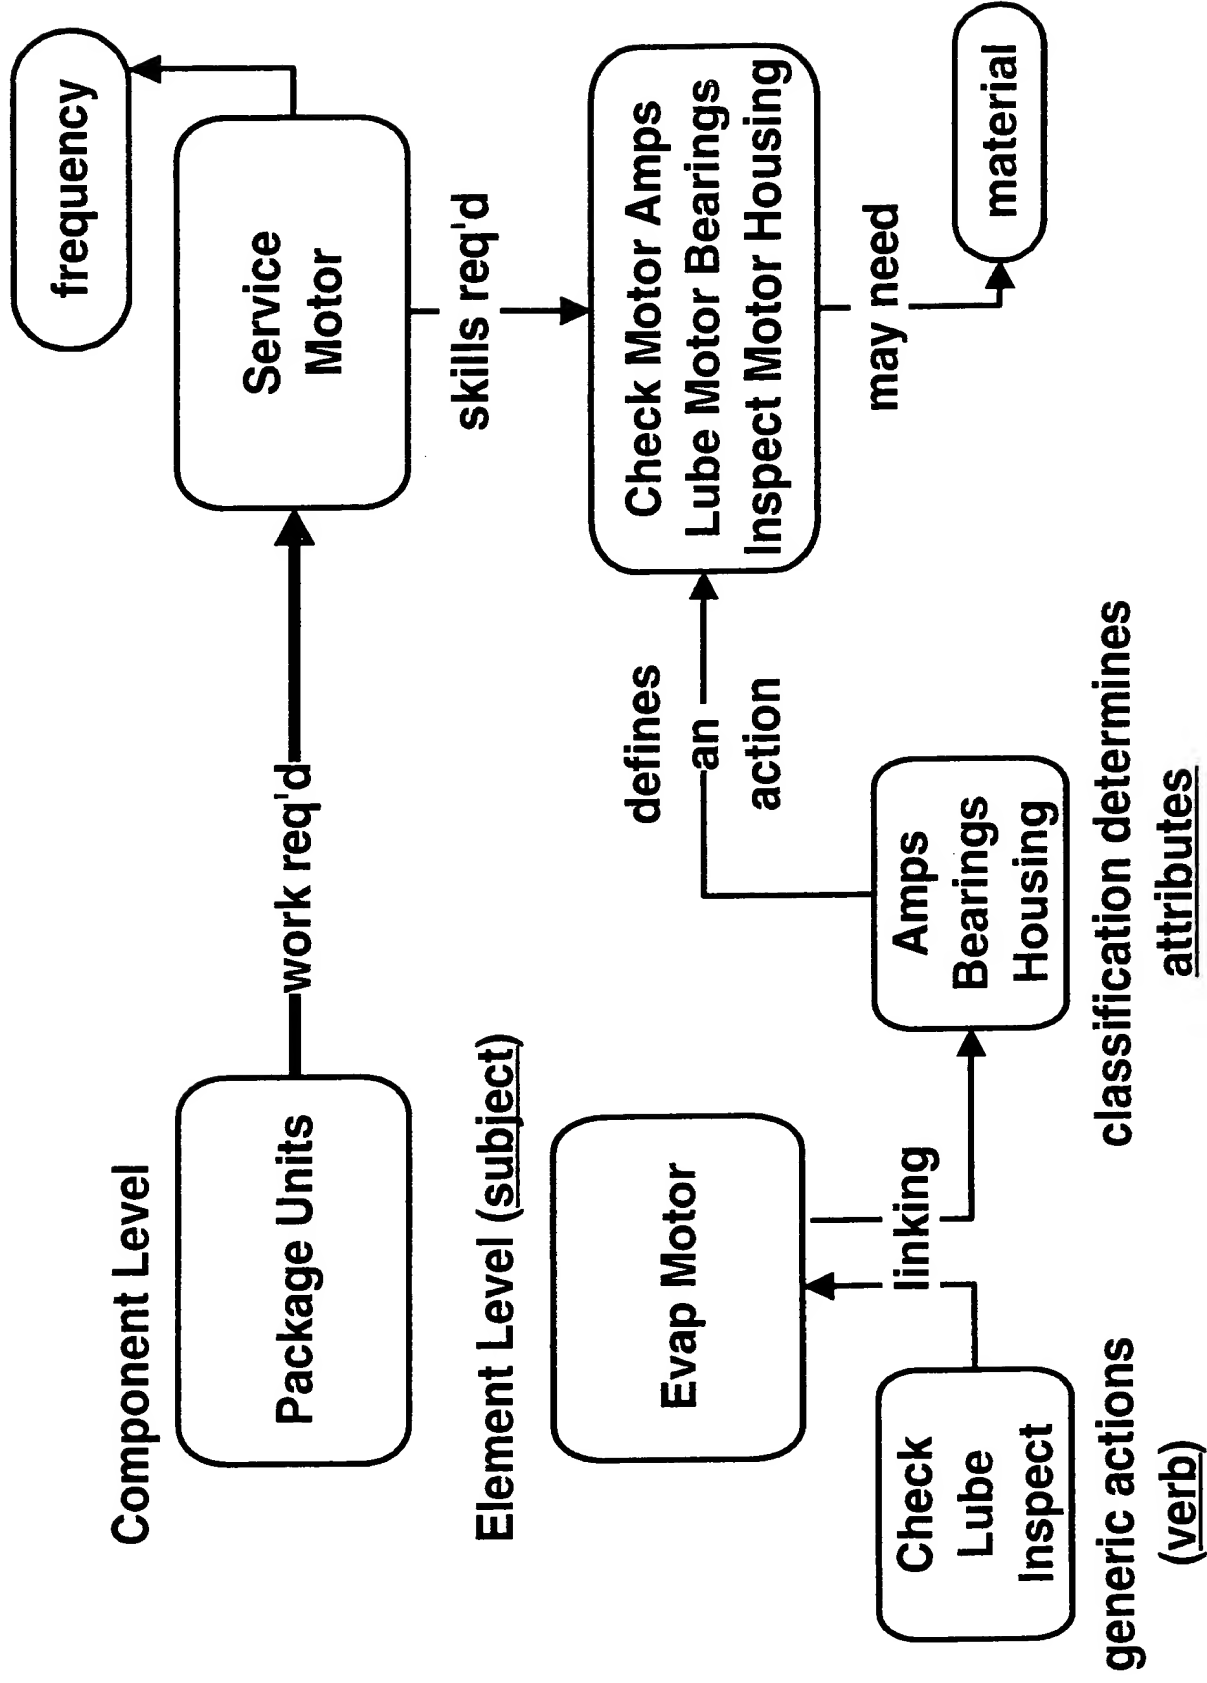 Component Level
frequency
Package Units
work req'd
Service
Motor
skills req'd
Element Level (subject)
Evap Motor
defines
an
action
Check Motor Amps
Lube Motor Bearings
Inspect Motor Housing
linking
may need
Check
Lube
Inspect
Amps
Bearings
Housing
material
generic actions
(verb)
classification determines
attributes